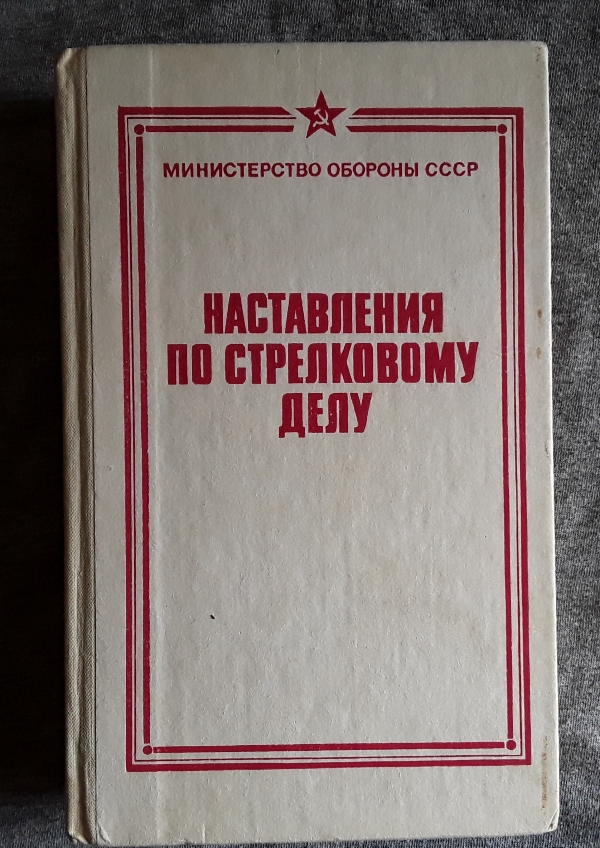 МИНИСТЕРСТВО ОБОРОНЫ СССР
НАСТАВЛЕНИЯ
ПО СТРЕЛКОВОМУ
ДЕЛУ